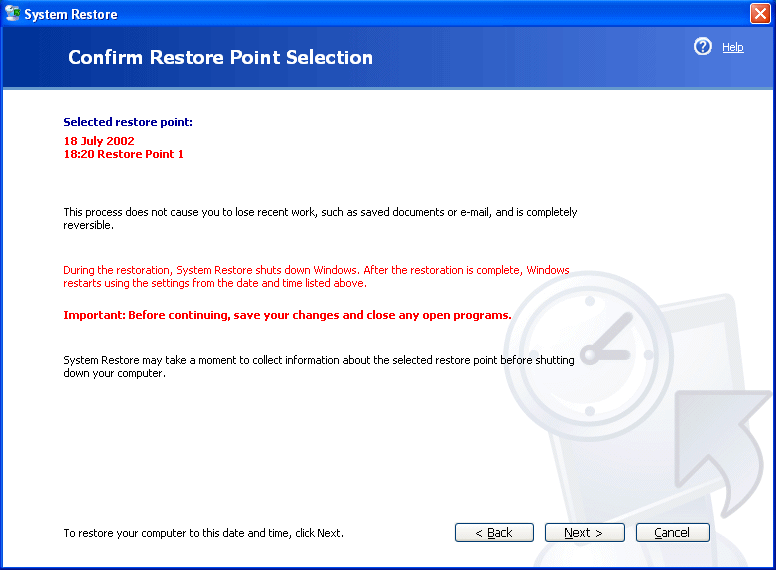 System Restore
Confirm Restore Point Selection
Help
Selected restore point:
18 July 2002
18:20 Restore Point 1
This process does not cause you to lose recent work, such as saved documents or e-mail, and is completely
reversible.
During the restoration, System Restore shuts down Windows. After the restoration is complete, Windows
restarts using the settings from the date and time listed above.
Important: Before continuing, save your changes and close any open programs.
System Restore may take a moment to collect information about the selected restore point before shutting
down your computer.
To restore your computer to this date and time, click Next.
< Back
Next >
Cancel